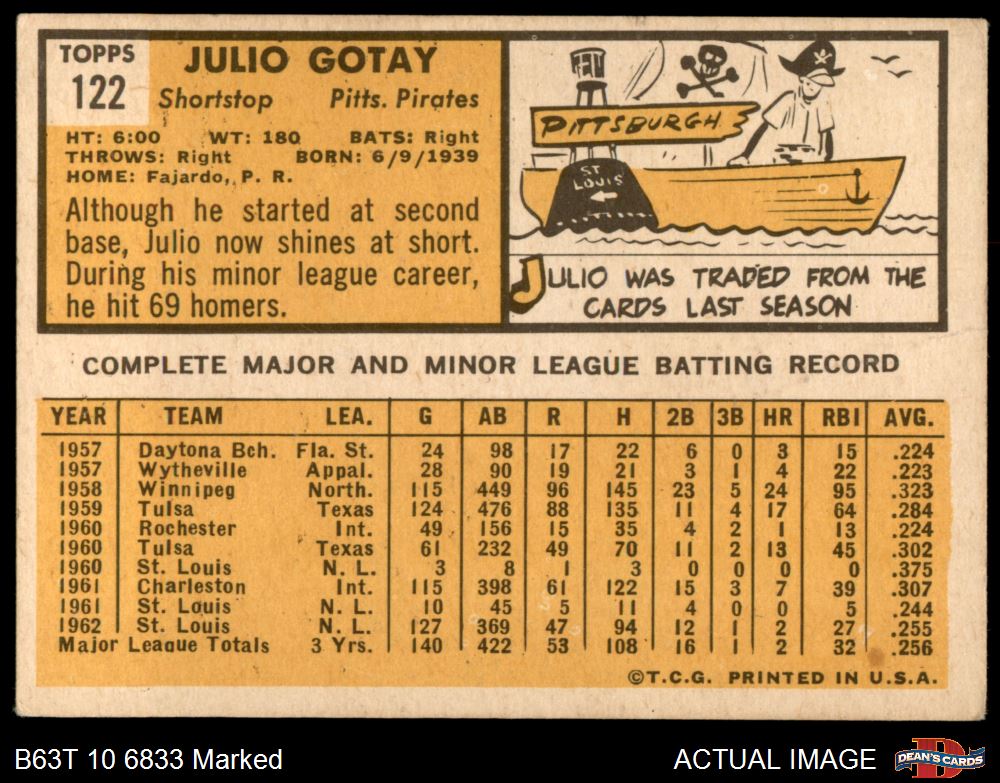 TOPPS
122
JULIO GOTAY
Shortstop Pitts. Pirates
HT: 6:00 WT: 180 BATS: Right
THROWS: Right BORN: 6/9/1939
HOME: Fajardo, P. R.
Although he started at second
base, Julio now shines at short.
During his minor league career,
he hit 69 homers.
PITTSBURGH
ST
LOUIS
JULIO WAS TRADED FROM THE
CARDS LAST SEASON
COMPLETE MAJOR AND MINOR LEAGUE BATTING RECORD
YEAR TEAM LEA. G AB R H 2B 3B HR RBI AVG.
1957 Daytona Bch. Fla. St. 24 98 17 22 6 0 3 15 .224
1957 Wytheville Appal. 28 90 19 21 3 1 4 22 .223
1958 Winnipeg North. 115 449 96 145 23 5 24 95 .323
1959 Tulsa Texas 124 476 88 135 11 4 17 64 .284
1960 Rochester Int. 49 156 15 35 4 2 1 13 .224
1960 Tulsa Texas 61 232 49 70 11 2 13 45 .302
1960 St. Louis N. L. 3 8 1 3 0 0 0 0 .375
1961 Charleston Int. 115 398 61 122 15 3 7 39 .307
1961 St. Louis N. L. 10 45 5 11 4 0 0 5 .244
1962 St. Louis N. L. 127 369 47 94 12 1 2 27 .255
Major League Totals 3 Yrs. 140 422 53 108 16 1 2 32 .256
©T.C.G. PRINTED IN U.S.A.
B63T 10 6833 Marked
ACTUAL IMAGE
DEAN'S CARDS